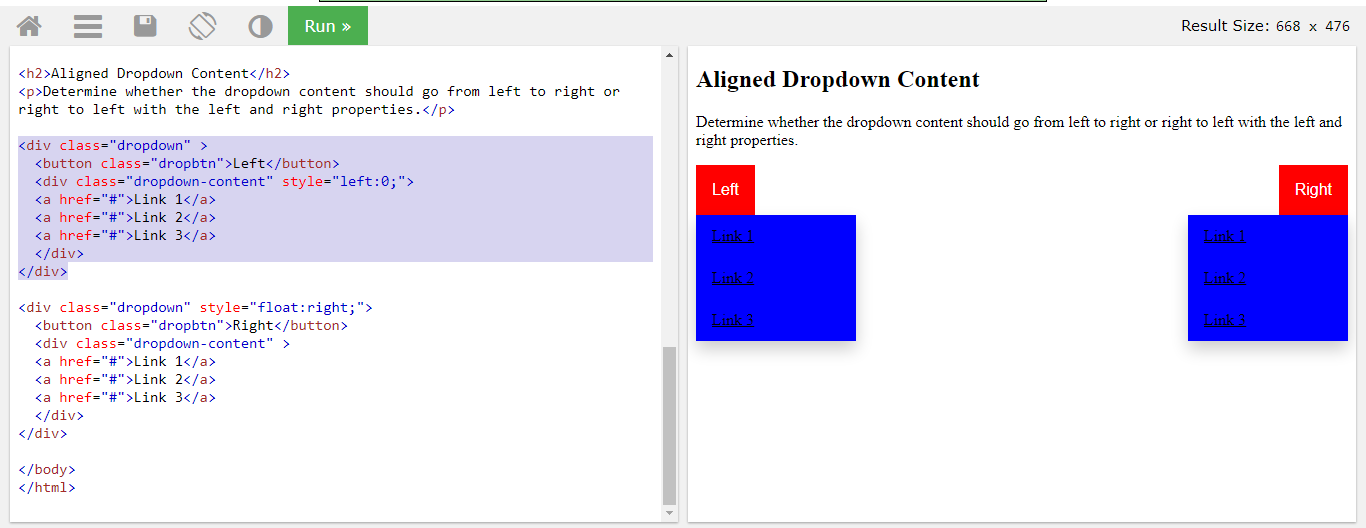 Run »
Result Size: 668 x 476
<h2>Aligned Dropdown Content</h2>
<p>Determine whether the dropdown content should go from left to right or
right to left with the left and right properties.</p>
<div class="dropdown" >
<button class="dropbtn">Left</button>
<div class="dropdown-content" style="left:0;">
<a href="#">Link 1</a>
<a href="#">Link 2</a>
<a href="#">Link 3</a>
</div>
</div>
<div class="dropdown" style="float:right;">
<button class="dropbtn">Right</button>
<div class="dropdown-content" >
<a href="#">Link 1</a>
<a href="#">Link 2</a>
<a href="#">Link 3</a>
</div>
</div>
</body>
</html>
Aligned Dropdown Content
Determine whether the dropdown content should go from left to right or right to left with the left and
right properties.
Left
Right
Link 1
Link 2
Link 3
Link 1
Link 2
Link 3